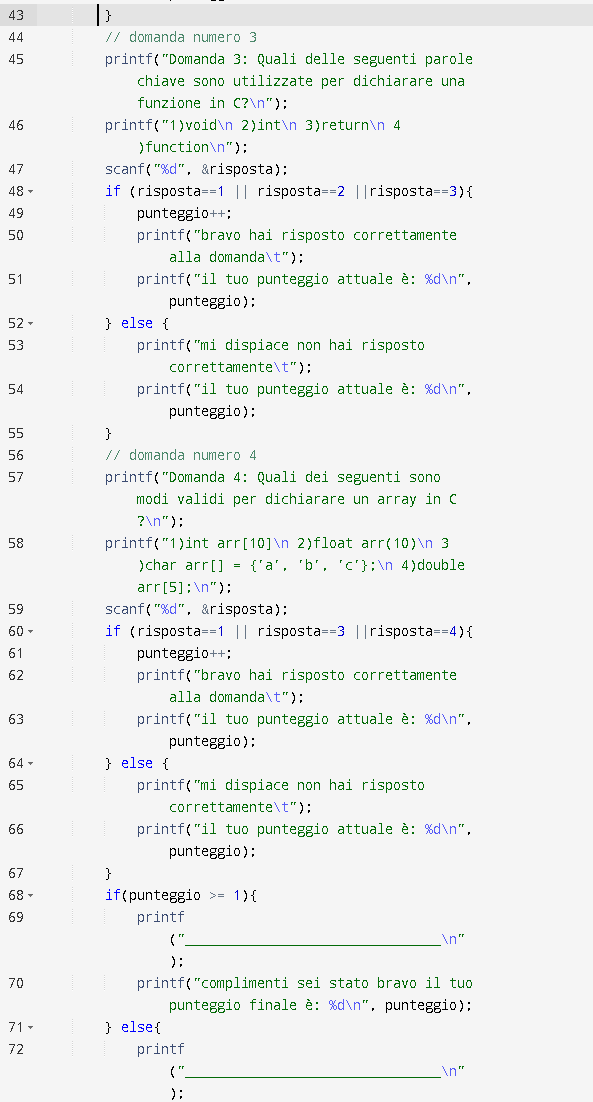 43 }
44 // domanda numero 3
45 printf("Domanda 3: Quali delle seguenti parole
chiave sono utilizzate per dichiarare una
funzione in C?\n");
46 printf("1)void\n 2)int\n 3)return\n 4
)function\n");
47 scanf("%d", &risposta);
48 if (risposta==1 || risposta==2 ||risposta==3){
49 punteggio++;
50 printf("bravo hai risposto correttamente
alla domanda\t");
51 printf("il tuo punteggio attuale è: %d\n",
punteggio);
52 } else {
53 printf("mi dispiace non hai risposto
correttamente\t");
54 printf("il tuo punteggio attuale è: %d\n",
punteggio);
55 }
56 // domanda numero 4
57 printf("Domanda 4: Quali dei seguenti sono
modi validi per dichiarare un array in C
?\n");
58 printf("1)int arr[10]\n 2)float arr(10)\n 3
)char arr[] = {'a', 'b', 'c'};\n 4)double
arr[5];\n");
59 scanf("%d", &risposta);
60 if (risposta==1 || risposta==3 ||risposta==4){
61 punteggio++;
62 printf("bravo hai risposto correttamente
alla domanda\t");
63 printf("il tuo punteggio attuale è: %d\n",
punteggio);
64 } else {
65 printf("mi dispiace non hai risposto
correttamente\t");
66 printf("il tuo punteggio attuale è: %d\n",
punteggio);
67 }
68 if(punteggio >= 1){
69 printf
("________________________________\n"
);
70 printf("complimenti sei stato bravo il tuo
punteggio finale è: %d\n", punteggio);
71 } else{
72 printf
("________________________________\n"
);